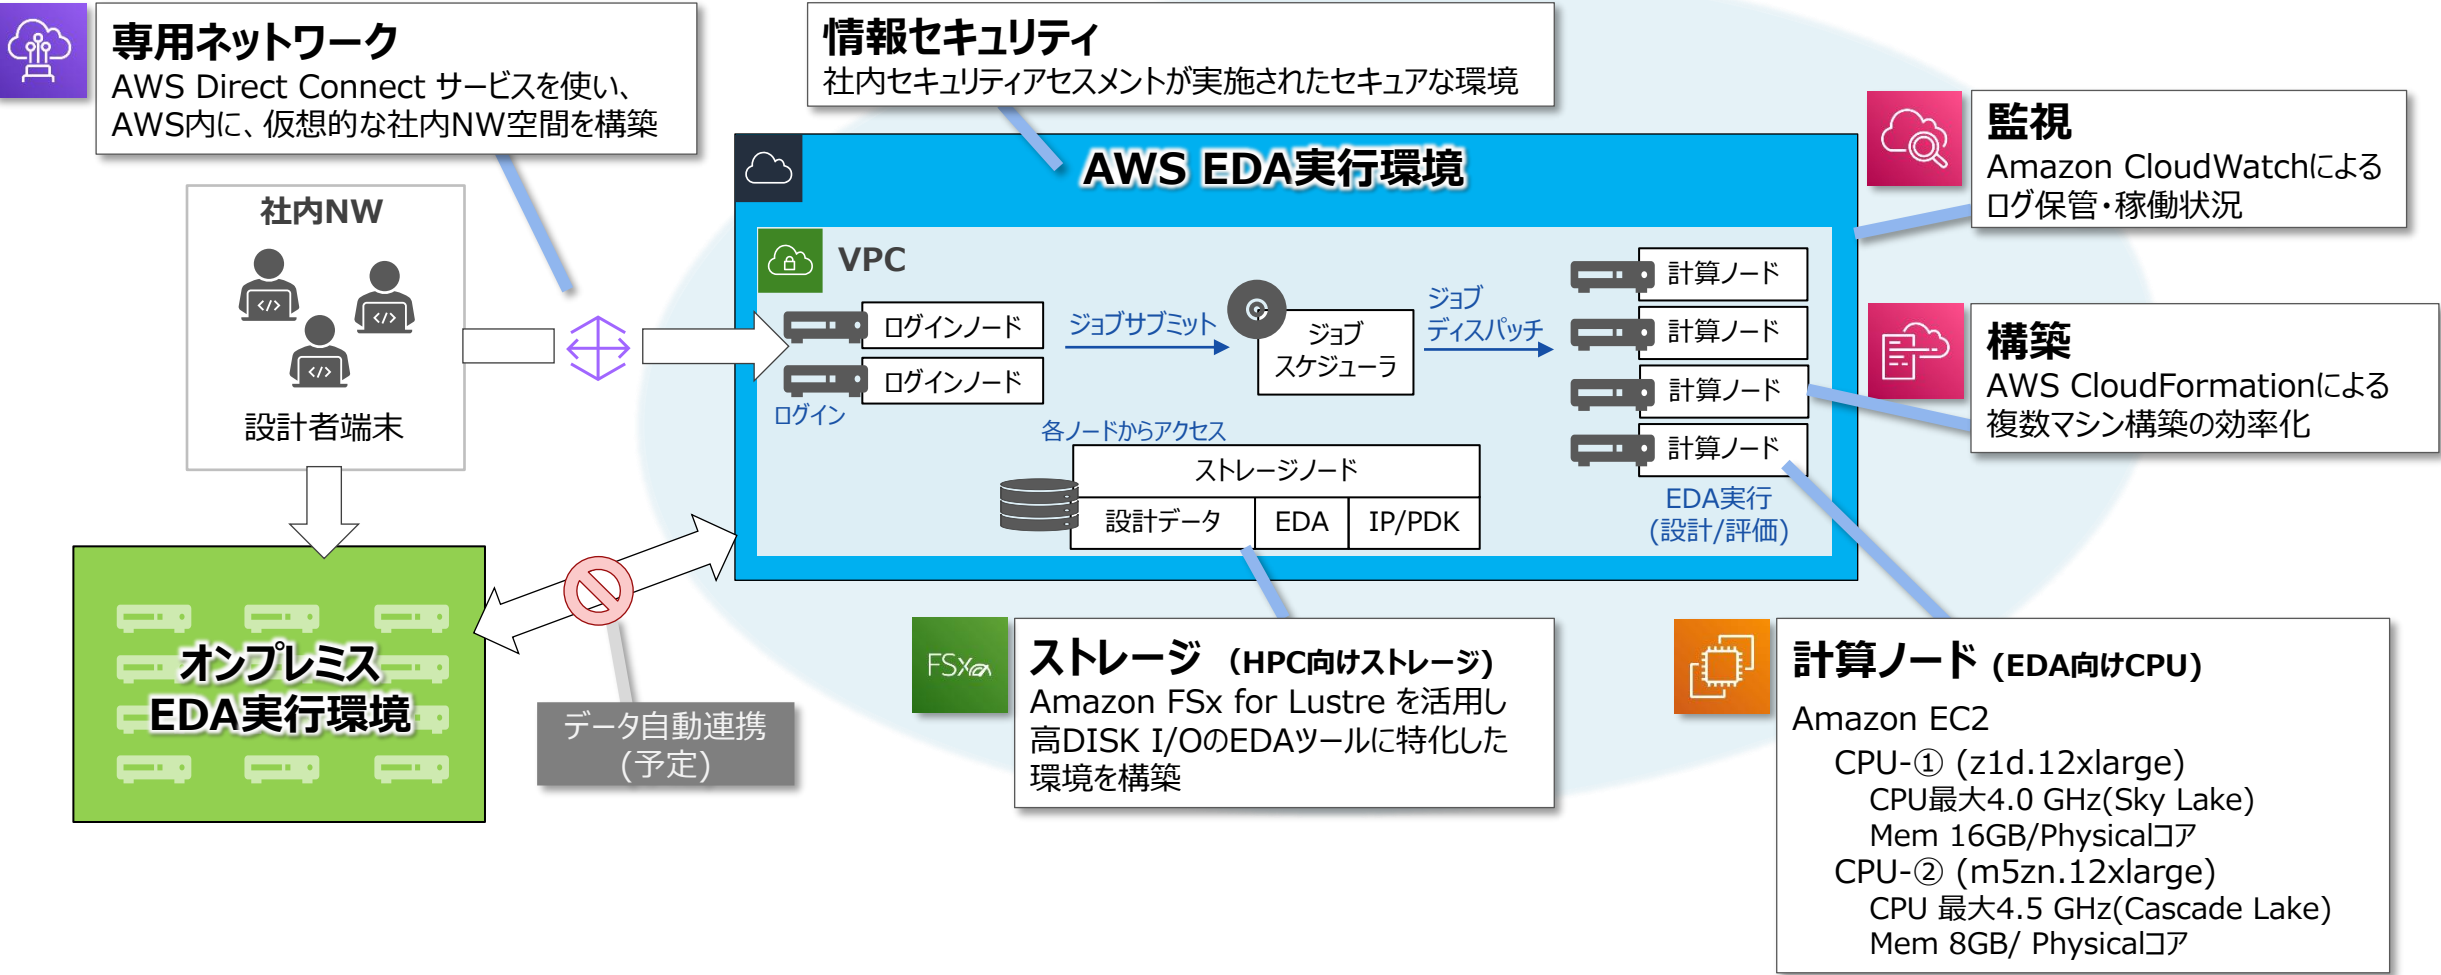 専用ネットワーク
AWS Direct Connect サービスを使い、
AWS内に、仮想的な社内NW空間を構築
情報セキュリティ
社内セキュリティアセスメントが実施されたセキュアな環境
監視
Amazon CloudWatchによる
ログ保管・稼働状況
構築
AWS CloudFormationによる
複数マシン構築の効率化
社内NW
設計者端末
AWS EDA実行環境
VPC
ログインノード
ログインノード
ログイン
ジョブサブミット
ジョブ
スケジューラ
ジョブ
ディスパッチ
計算ノード
計算ノード
計算ノード
計算ノード
EDA実行
(設計/評価)
各ノードからアクセス
ストレージノード
設計データ
EDA
IP/PDK
オンプレミス
EDA実行環境
データ自動連携
(予定)
FSx
ストレージ (HPC向けストレージ)
Amazon FSx for Lustre を活用し
高DISK I/OのEDAツールに特化した
環境を構築
計算ノード (EDA向けCPU)
Amazon EC2
CPU-① (z1d.12xlarge)
CPU最大4.0 GHz(Sky Lake)
Mem 16GB/Physicalコア
CPU-② (m5zn.12xlarge)
CPU 最大4.5 GHz(Cascade Lake)
Mem 8GB/ Physicalコア